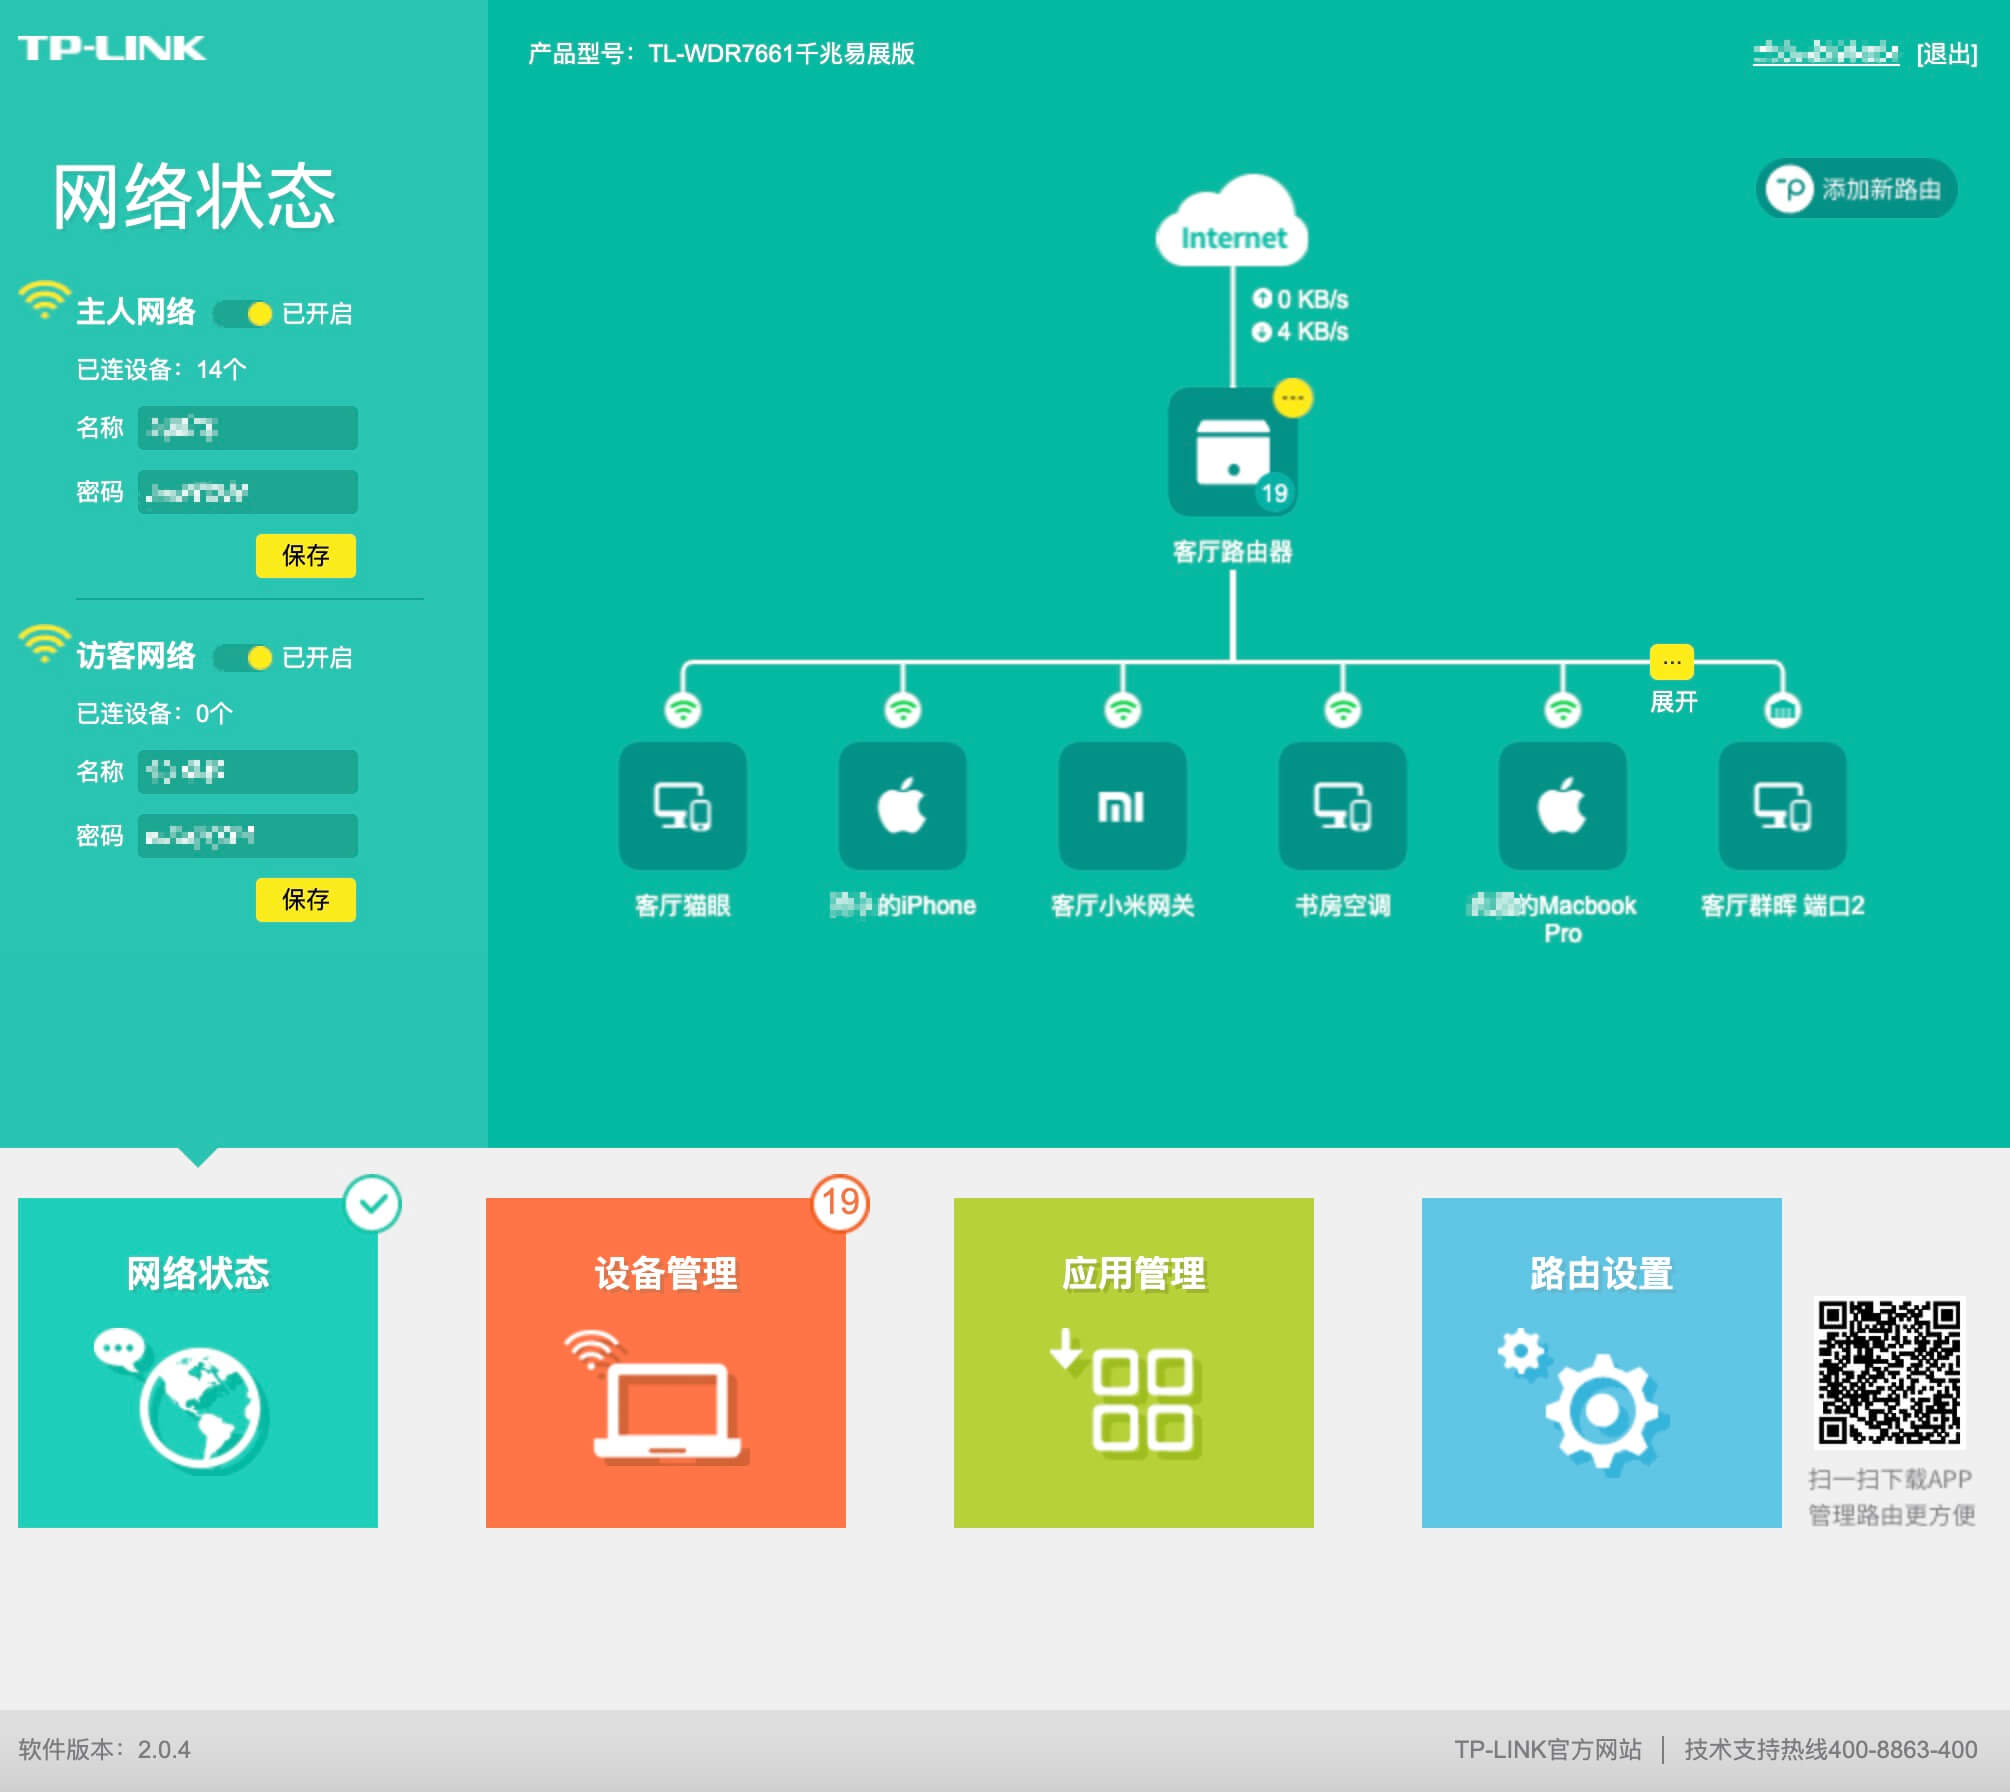 TP-LINK
产品型号：TL-WDR7661千兆易展版
[退出]
网络状态
添加新路由
Internet
0 KB/s
4 KB/s
主人网络 已开启
已连设备：14个
名称
密码
保存
19
客厅路由器
访客网络 已开启
已连设备：0个
名称
密码
保存
...
展开
客厅猫眼
的iPhone
mi
客厅小米网关
书房空调
的Macbook
Pro
客厅群晖 端口2
网络状态
19
设备管理
应用管理
路由设置
扫一扫下载APP
管理路由更方便
软件版本：2.0.4
TP-LINK官方网站 | 技术支持热线400-8863-400